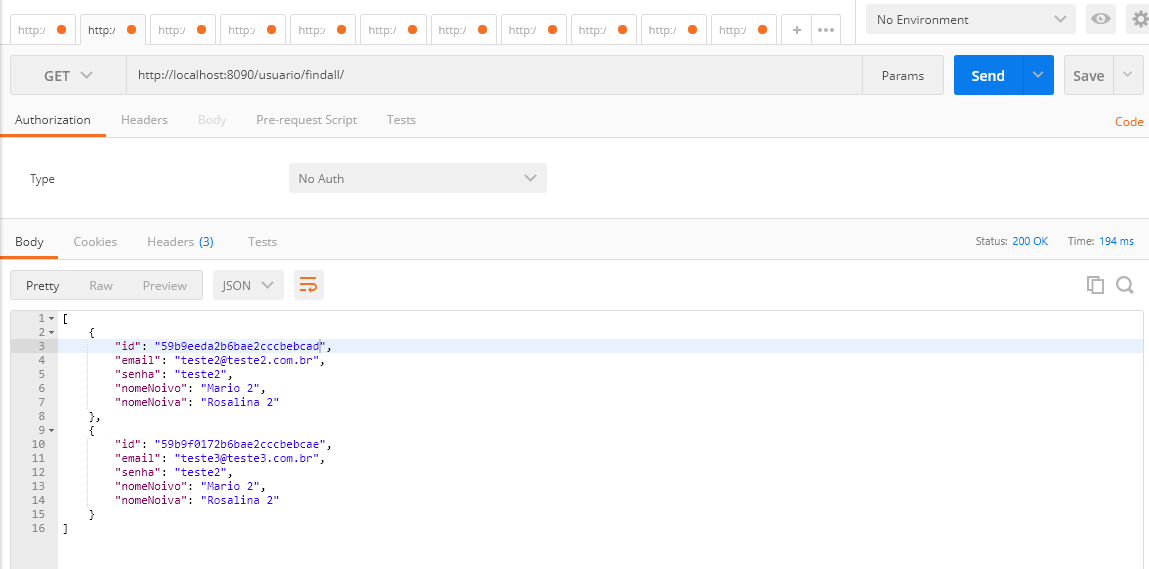 http:/ http:/ http:/ http:/ http:/ http:/ http:/ http:/ http:/ http:/ http:/ + ••• No Environment
GET http://localhost:8090/usuario/findall/ Params Send Save
Authorization Headers Body Pre-request Script Tests Code
Type No Auth
Body Cookies Headers (3) Tests Status: 200 OK Time: 194 ms
Pretty Raw Preview JSON
1 [
2 {
3 "id": "59b9eeda2b6bae2cccbebcad",
4 "email": "teste2@teste2.com.br",
5 "senha": "teste2",
6 "nomeNoivo": "Mario 2",
7 "nomeNoiva": "Rosalina 2"
8 },
9 {
10 "id": "59b9f0172b6bae2cccbebcae",
11 "email": "teste3@teste3.com.br",
12 "senha": "teste2",
13 "nomeNoivo": "Mario 2",
14 "nomeNoiva": "Rosalina 2"
15 }
16 ]